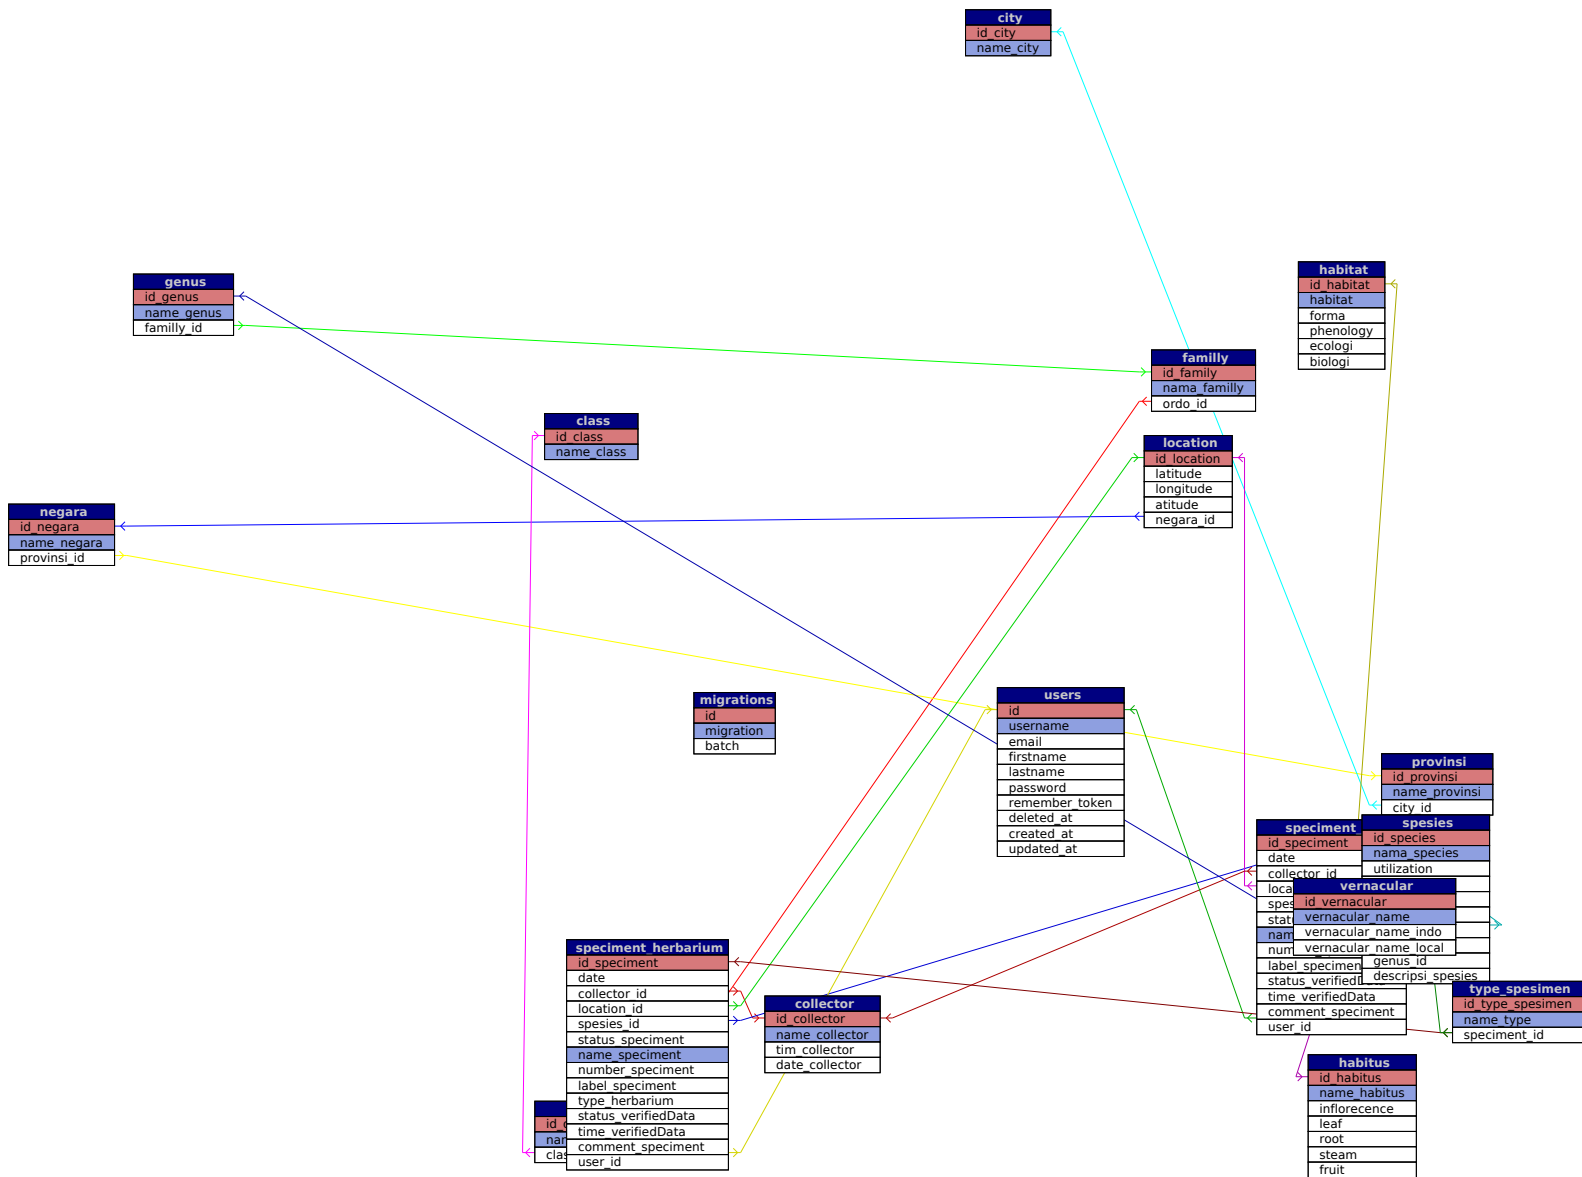 city
id_city
name_city
genus
id_genus
name_genus
familly_id
habitat
id_habitat
habitat
forma
phenology
ecologi
biologi
familly
id_family
nama_familly
ordo_id
class
id_class
name_class
location
id_location
latitude
longitude
atitude
negara_id
negara
id_negara
name_negara
provinsi_id
migrations
id
migration
batch
users
id
username
email
firstname
lastname
password
remember_token
deleted_at
created_at
updated_at
provinsi
id_provinsi
name_provinsi
city_id
speciment
id_speciment
date
collector_id
label_specimen
time_verifiedData
comment_speciment
user_id
spesies
id_species
nama_species
utilization
genus_id
descripsi_spesies
vernacular
id_vernacular
vernacular_name
vernacular_name_indo
vernacular_name_local
type_spesimen
id_type_spesimen
name_type
speciment_id
speciment_herbarium
id_speciment
date
collector_id
location_id
spesies_id
status_speciment
name_speciment
number_speciment
label_speciment
type_herbarium
status_verifiedData
time_verifiedData
comment_speciment
user_id
collector
id_collector
name_collector
tim_collector
date_collector
habitus
id_habitus
name_habitus
inflorecence
leaf
root
steam
fruit